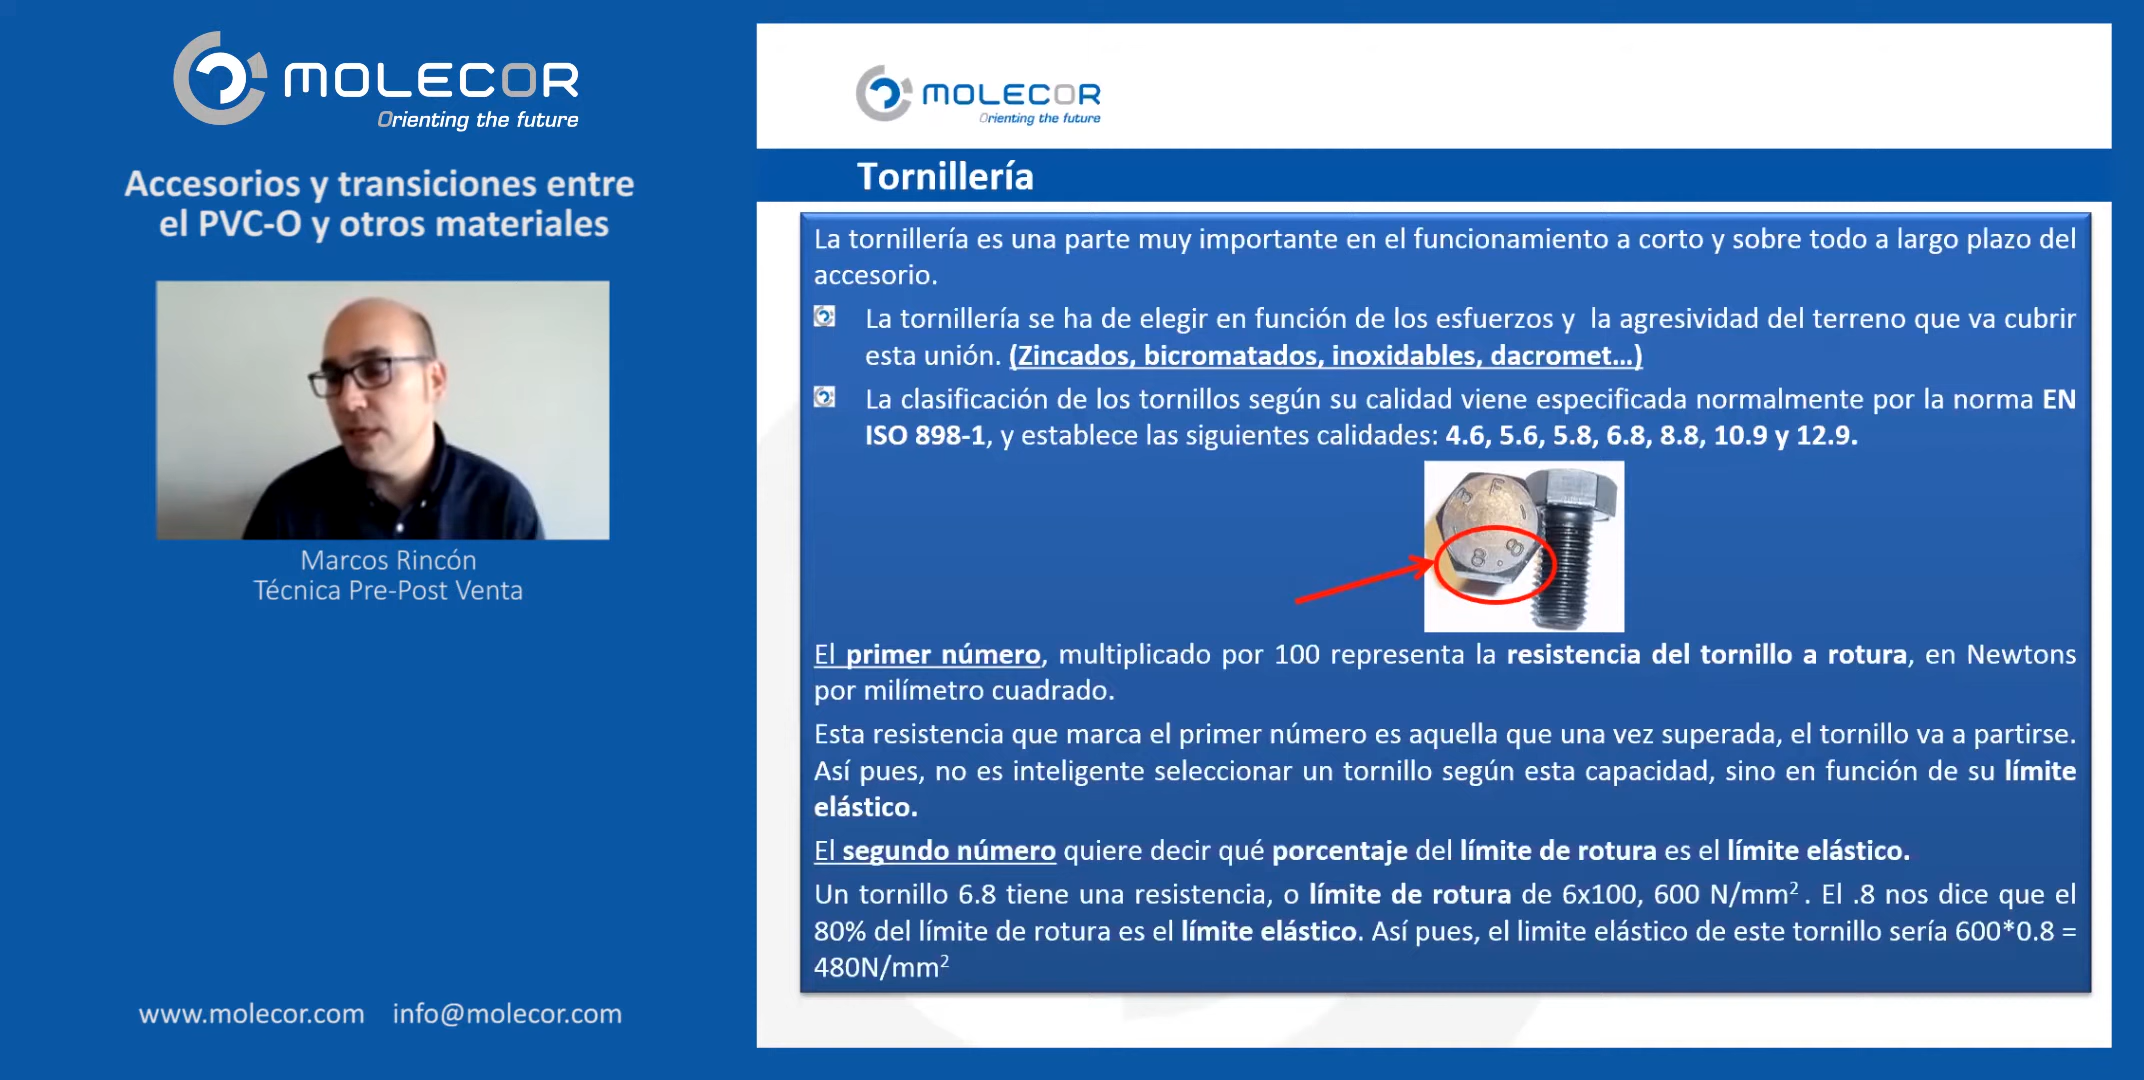 MOLECOR
Orienting the future
Accesorios y transiciones entre
el PVC-O y otros materiales
Marcos Rincón
Técnica Pre-Post Venta
www.molecor.com info@molecor.com
MOLECOR
Orienting the future
Tornillería
La tornillería es una parte muy importante en el funcionamiento a corto y sobre todo a largo plazo del
accesorio.
La tornillería se ha de elegir en función de los esfuerzos y la agresividad del terreno que va cubrir
esta unión. (Zincados, bicromatados, inoxidables, dacromet...)
La clasificación de los tornillos según su calidad viene especificada normalmente por la norma EN
ISO 898-1, y establece las siguientes calidades: 4.6, 5.6, 5.8, 6.8, 8.8, 10.9 y 12.9.
8.8
El primer número, multiplicado por 100 representa la resistencia del tornillo a rotura, en Newtons
por milímetro cuadrado.
Esta resistencia que marca el primer número es aquella que una vez superada, el tornillo va a partirse.
Así pues, no es inteligente seleccionar un tornillo según esta capacidad, sino en función de su límite
elástico.
El segundo número quiere decir qué porcentaje del límite de rotura es el límite elástico.
Un tornillo 6.8 tiene una resistencia, o límite de rotura de 6x100, 600 N/mm². El .8 nos dice que el
80% del límite de rotura es el límite elástico. Así pues, el limite elástico de este tornillo sería 600*0.8 =
480N/mm²